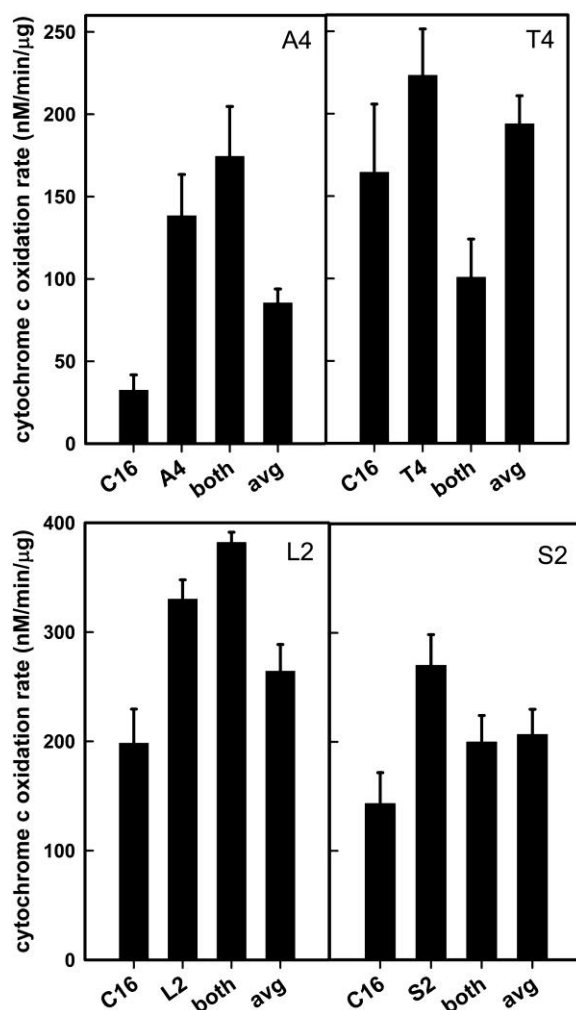 A4
T4
cytochrome c oxidation rate (nM/min/μg)
250
200
150
100
50
0
C16 A4 both avg
C16 T4 both avg
L2
S2
cytochrome c oxidation rate (nM/min/μg)
400
300
200
100
0
C16 L2 both avg
C16 S2 both avg